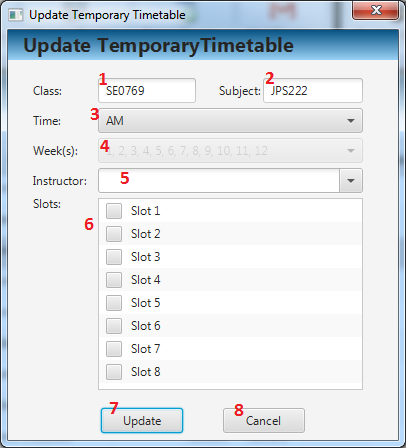 Update Temporary Timetable
Update TemporaryTimetable
1 2
Class: SE0769 Subject: JPS222
3
Time: AM
4
Week(s): 1, 2, 3, 4, 5, 6, 7, 8, 9, 10, 11, 12
Instructor: 5
Slots:
6
Slot 1
Slot 2
Slot 3
Slot 4
Slot 5
Slot 6
Slot 7
Slot 8
7 8
Update Cancel